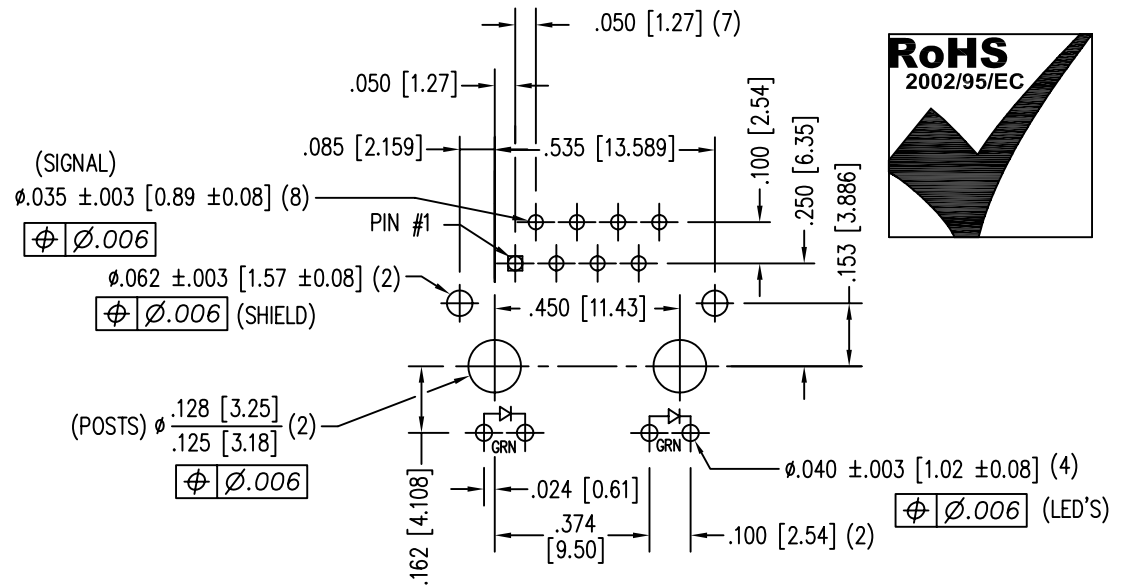 .050 [1.27] (7)
RoHS
2002/95/EC
.050 [1.27]
.100 [2.54]
.250 [6.35]
.153 [3.886]
.085 [2.159]
.535 [13.589]
(SIGNAL)
⌀.035 ±.003 [0.89 ±0.08] (8)
⌖ ⌀.006
PIN #1
⌀.062 ±.003 [1.57 ±0.08] (2)
⌖ ⌀.006 (SHIELD)
.450 [11.43]
(POSTS) ⌀ .128 [3.25] (2)
.125 [3.18]
⌖ ⌀.006
GRN
GRN
⌀.040 ±.003 [1.02 ±0.08] (4)
⌖ ⌀.006 (LED'S)
.162 [4.108]
.024 [0.61]
.374
[9.50]
.100 [2.54] (2)